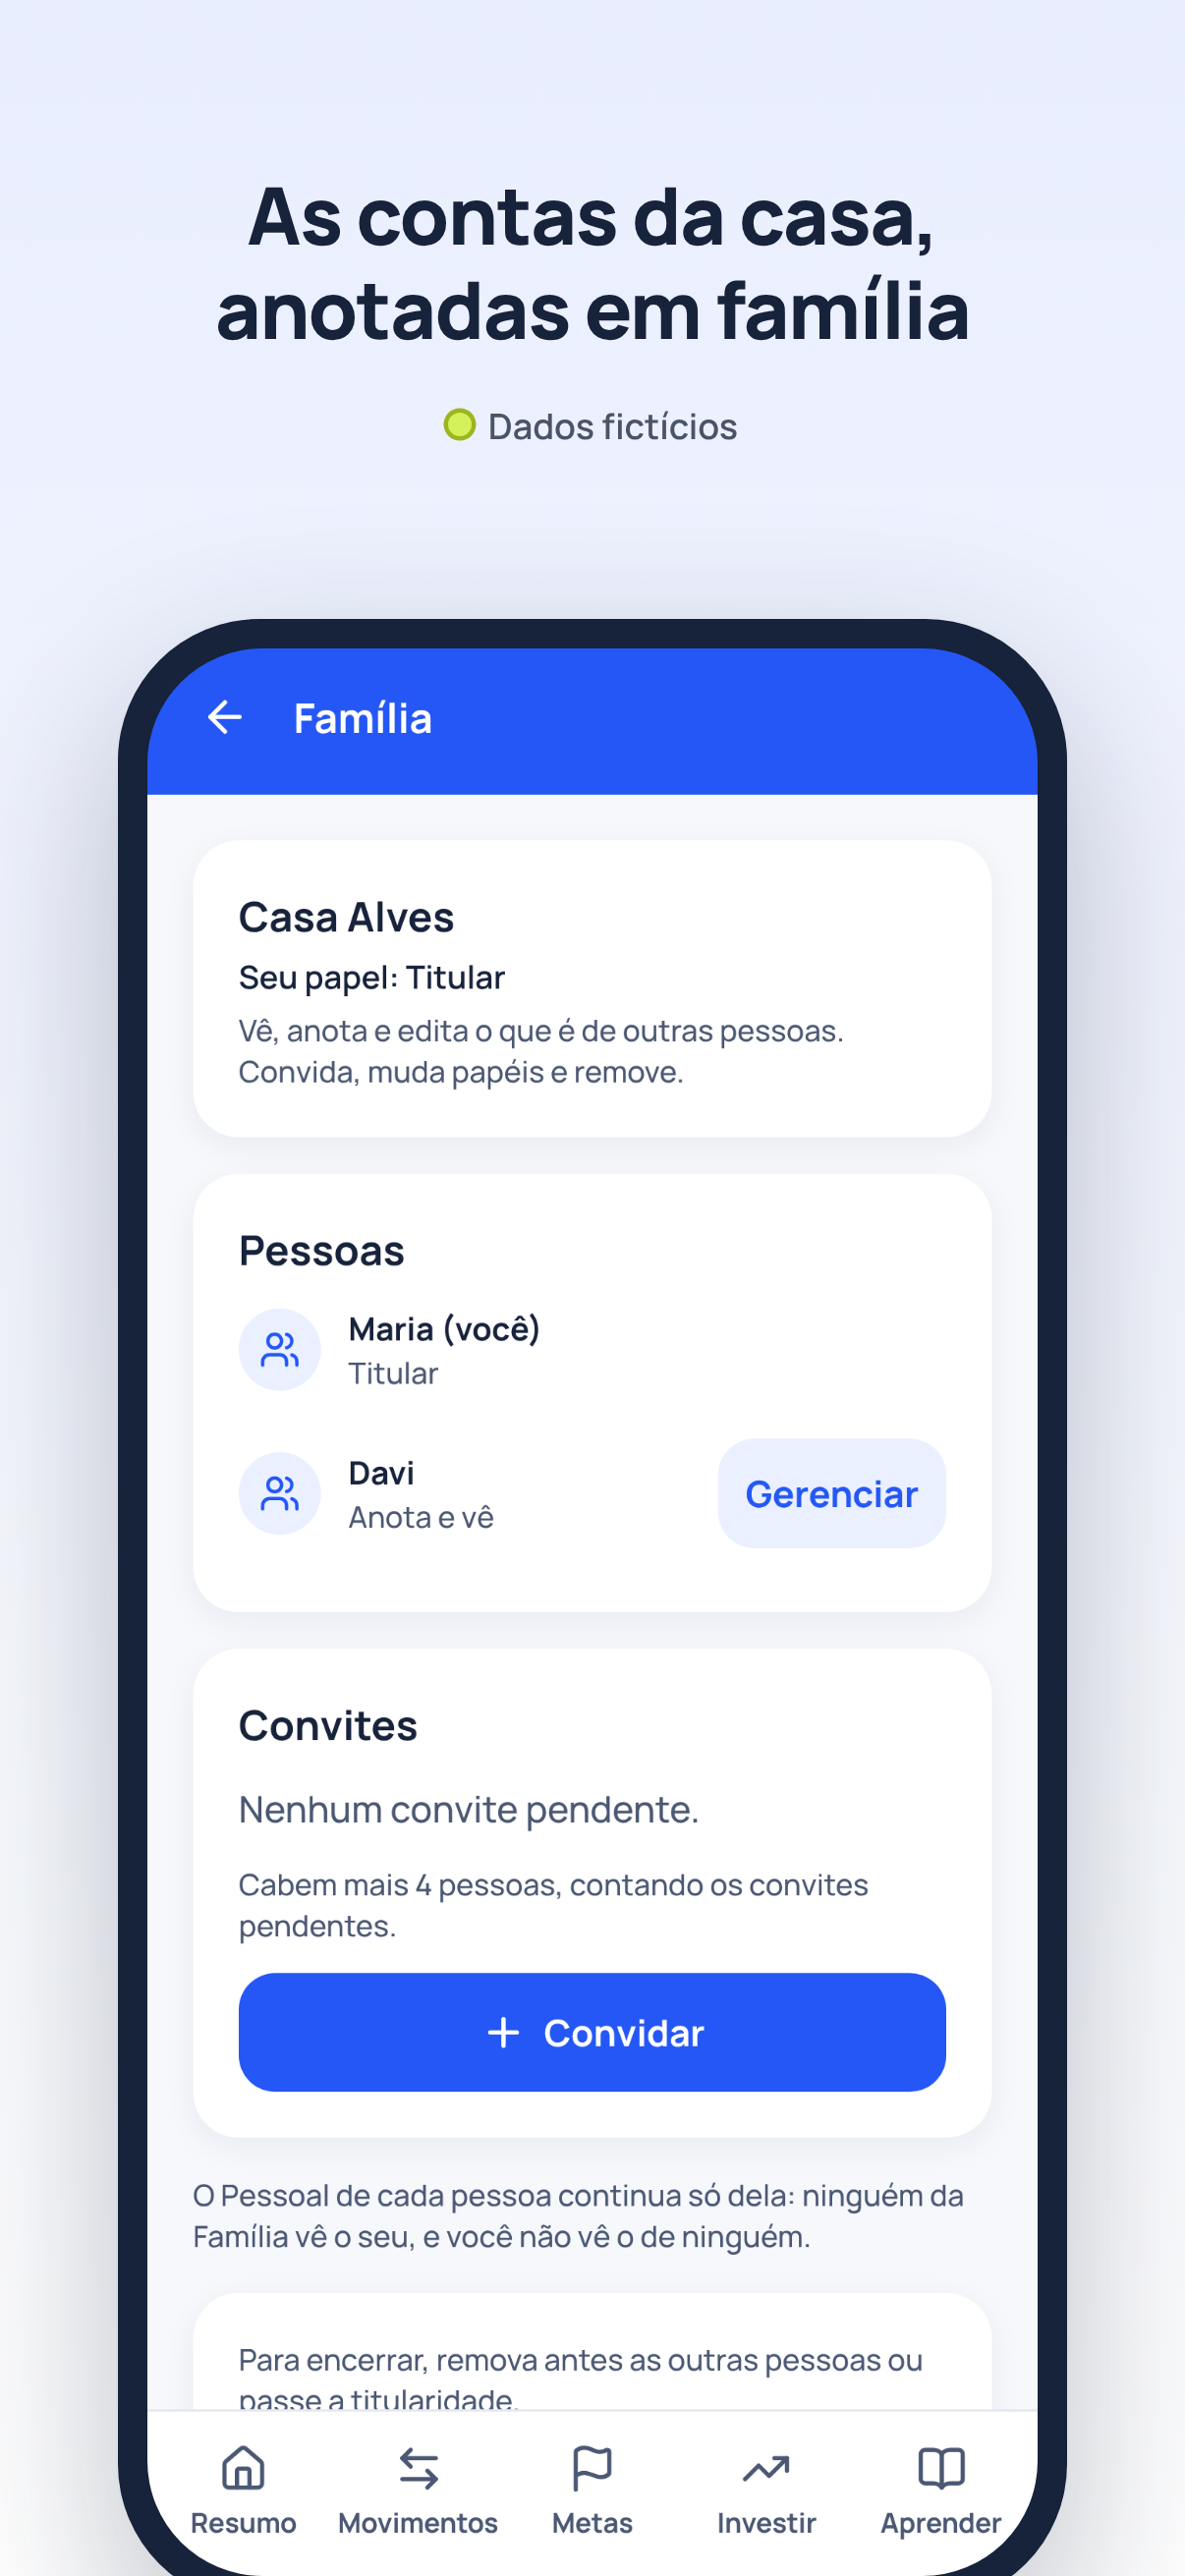 As contas da casa,
anotadas em família
Dados fictícios
Família
Casa Alves
Seu papel: Titular
Vê, anota e edita o que é de outras pessoas.
Convida, muda papéis e remove.
Pessoas
Maria (você)
Titular
Davi
Anota e vê
Gerenciar
Convites
Nenhum convite pendente.
Cabem mais 4 pessoas, contando os convites
pendentes.
Convidar
O Pessoal de cada pessoa continua só dela: ninguém da
Família vê o seu, e você não vê o de ninguém.
Para encerrar, remova antes as outras pessoas ou
passe a titularidade.
Resumo
Movimentos
Metas
Investir
Aprender